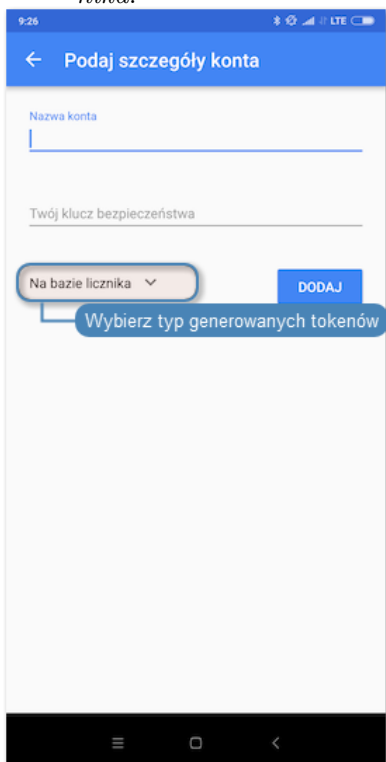 9:26 LTE
Podaj szczegóły konta
Nazwa konta
Twój klucz bezpieczeństwa
Na bazie licznika DODAJ
Wybierz typ generowanych tokenów